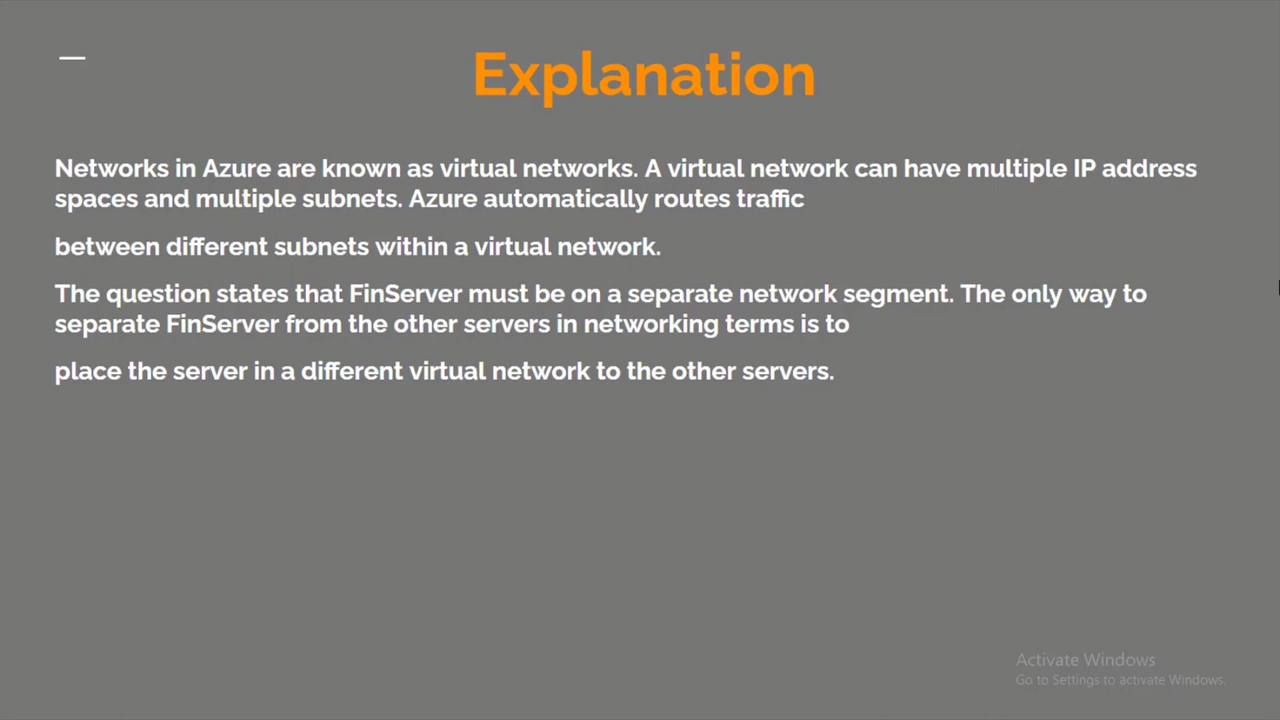 Explanation
Networks in Azure are known as virtual networks. A virtual network can have multiple IP address
spaces and multiple subnets. Azure automatically routes traffic
between different subnets within a virtual network.
The question states that FinServer must be on a separate network segment. The only way to
separate FinServer from the other servers in networking terms is to
place the server in a different virtual network to the other servers.
Activate Windows
Go to Settings to activate Windows.